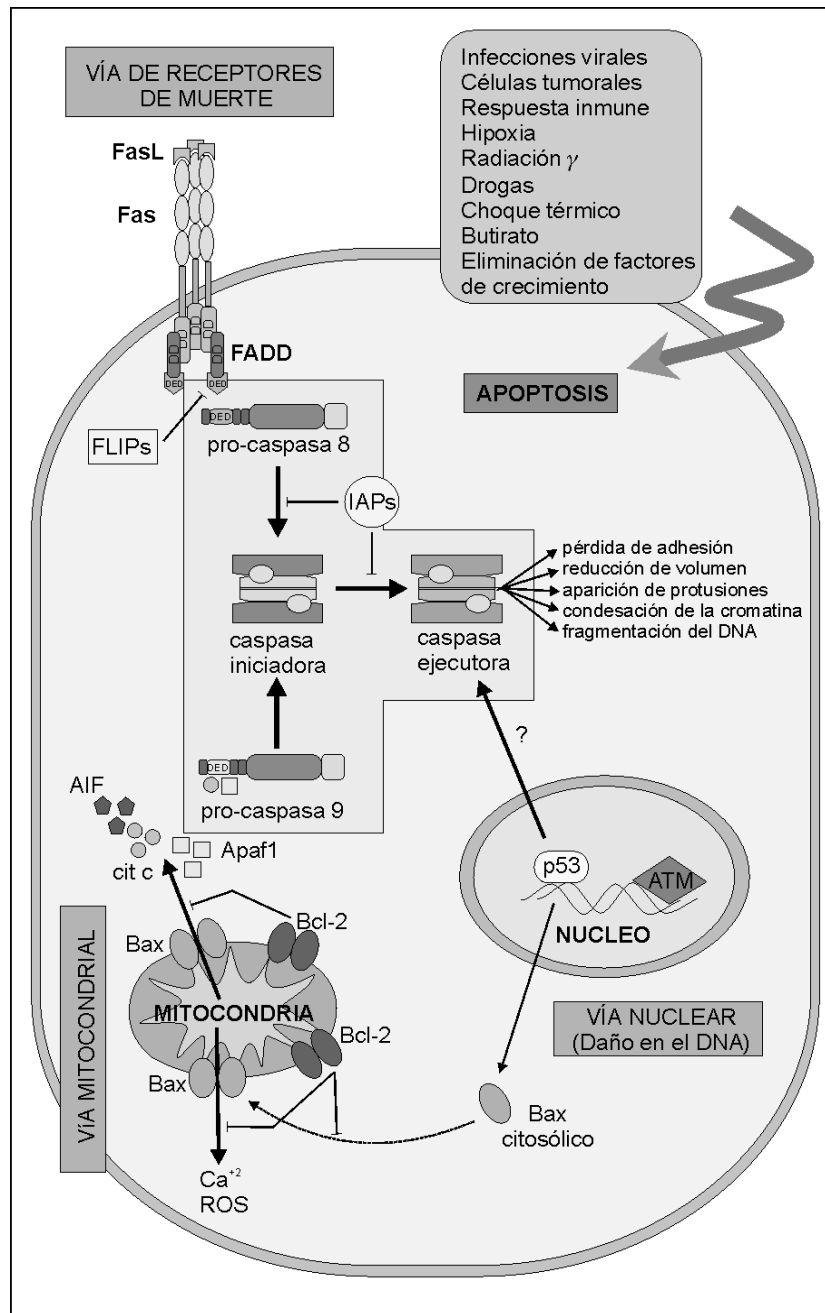 VÍA DE RECEPTORES
DE MUERTE
Infecciones virales
Células tumorales
Respuesta inmune
Hipoxia
Radiación γ
Drogas
Choque térmico
Butirato
Eliminación de factores
de crecimiento
FasL
Fas
FADD
DED
DED
APOPTOSIS
FLIPs
DED
pro-caspasa 8
IAPs
caspasa
iniciadora
caspasa
ejecutora
pérdida de adhesión
reducción de volumen
aparición de protusiones
condesación de la cromatina
fragmentación del DNA
?
DED
pro-caspasa 9
AIF
cit c
Apaf1
p53
ATM
NUCLEO
VíA MITOCONDRIAL
Bax
Bcl-2
MITOCONDRIA
Bcl-2
Bax
VÍA NUCLEAR
(Daño en el DNA)
Bax
citosólico
Ca+2
ROS